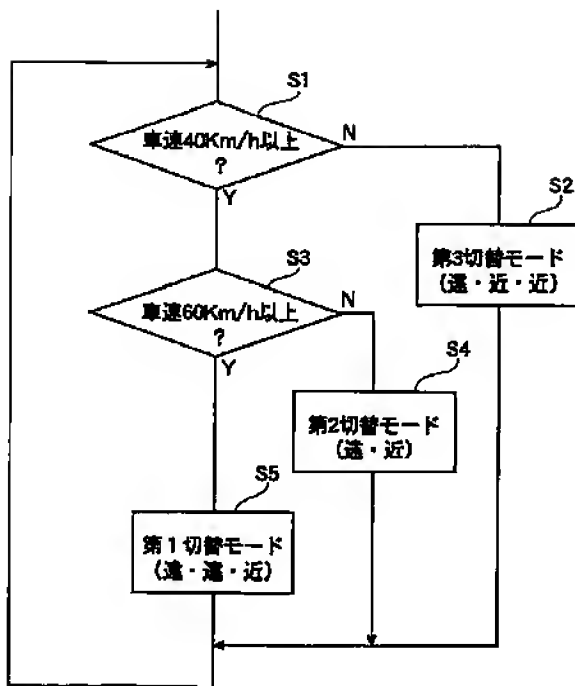 S1
車速40Km/h以上
?
N
Y
S2
第3切替モード
(遠・近・近)
S3
車速60Km/h以上
?
N
Y
S4
第2切替モード
(遠・近)
S5
第1切替モード
(遠・遠・近)